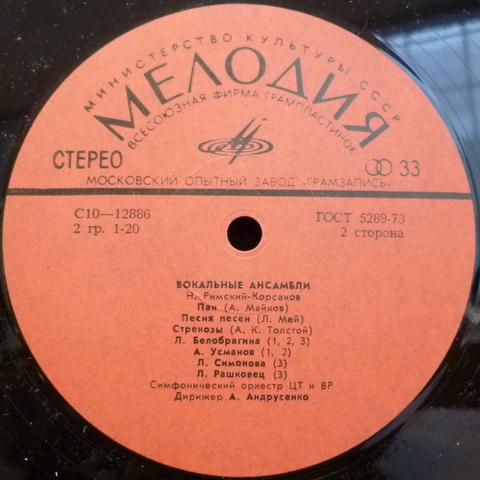 МИНИСТЕРСТВО КУЛЬТУРЫ СССР
МЕЛОДИЯ
ВСЕСОЮЗНАЯ ФИРМА ГРАМПЛАСТИНОК
СТЕРЕО
33
МОСКОВСКИЙ ОПЫТНЫЙ ЗАВОД «ГРАМЗАПИСЬ»
С10—12886
ГОСТ 5289-73
2 гр. 1-20
2 сторона
ВОКАЛЬНЫЕ АНСАМБЛИ
Н. Римский-Корсаков
Пан (А. Майков)
Песня песен (Л. Мей)
Стрекозы (А. К. Толстой)
Л. Белобрагина (1, 2, 3)
А. Усманов (1, 2)
Л. Симонова (3)
Л. Рашковец (3)
Симфонический оркестр ЦТ и ВР
Дирижер А. Андрусенко